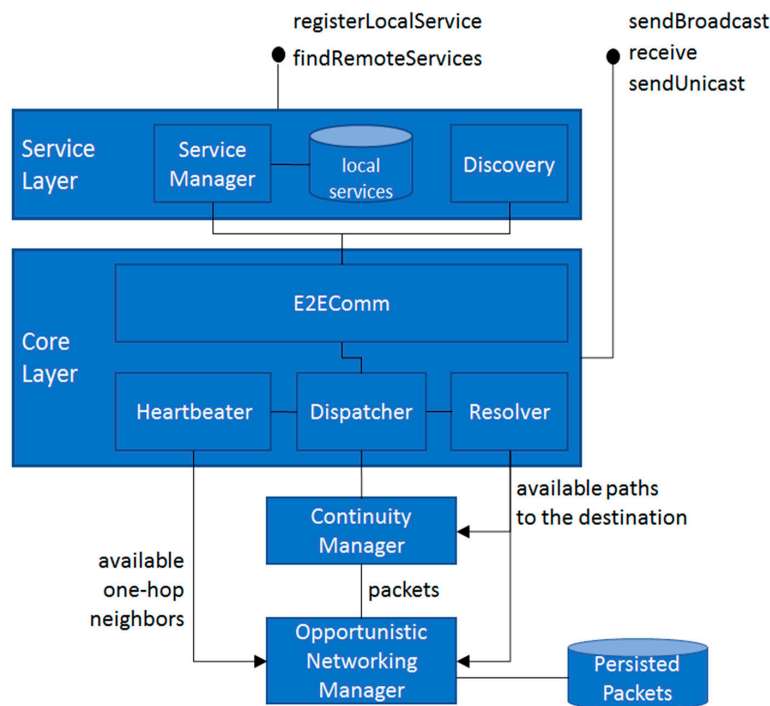 registerLocalService
findRemoteServices
sendBroadcast
receive
sendUnicast
Service
Layer
Service
Manager
local
services
Discovery
Core
Layer
E2EComm
Heartbeater
Dispatcher
Resolver
Continuity
Manager
available paths
to the destination
available
one-hop
neighbors
packets
Opportunistic
Networking
Manager
Persisted
Packets